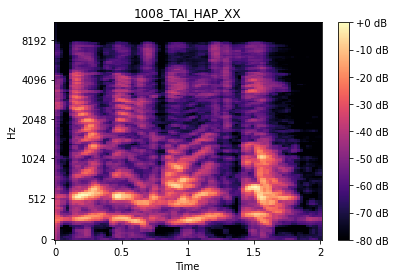 1008_TAI_HAP_XX
+0 dB
8192
-10 dB
4096
-20 dB
-30 dB
2048
Hz
-40 dB
1024
-50 dB
512
-60 dB
-70 dB
0
-80 dB
0 0.5 1 1.5 2
Time